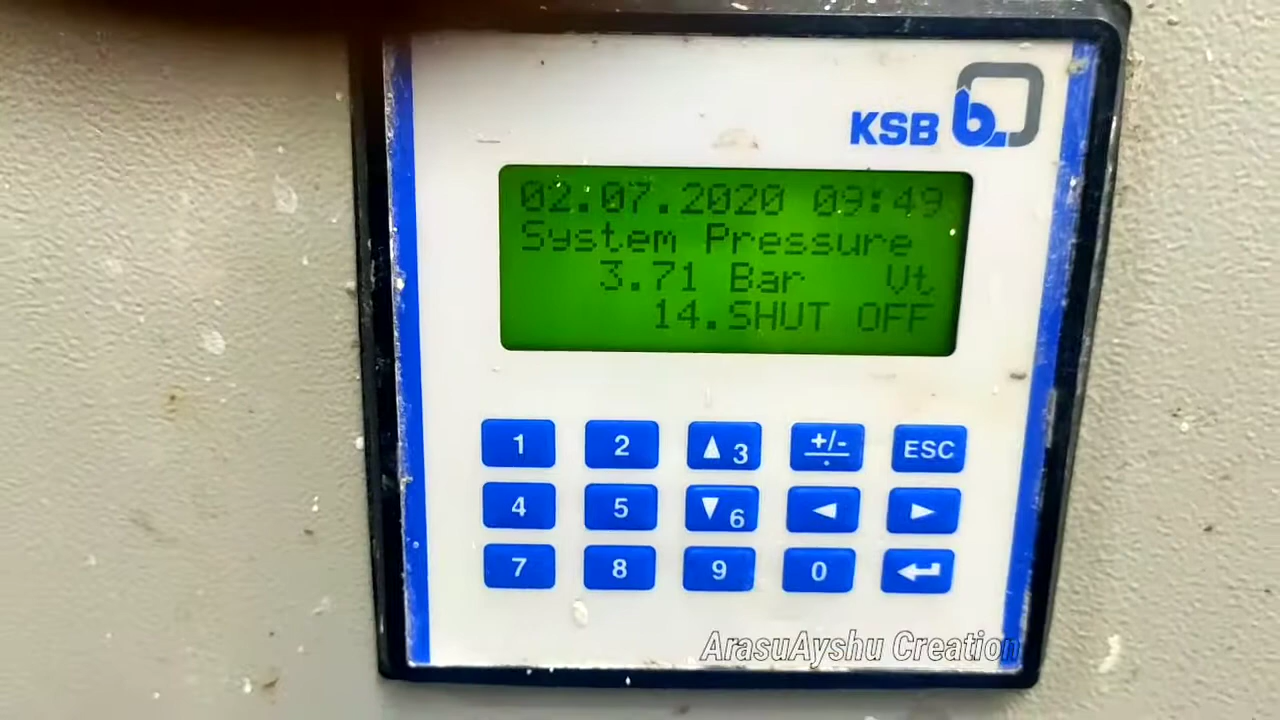 KSB b
02.07.2020 09:49
System Pressure
3.71 Bar Vt
14.SHUT OFF
1 2 ▲3 +/- ESC
.
4 5 ▼6 ◄ ►
7 8 9 0 ↵
ArasuAyshu Creation